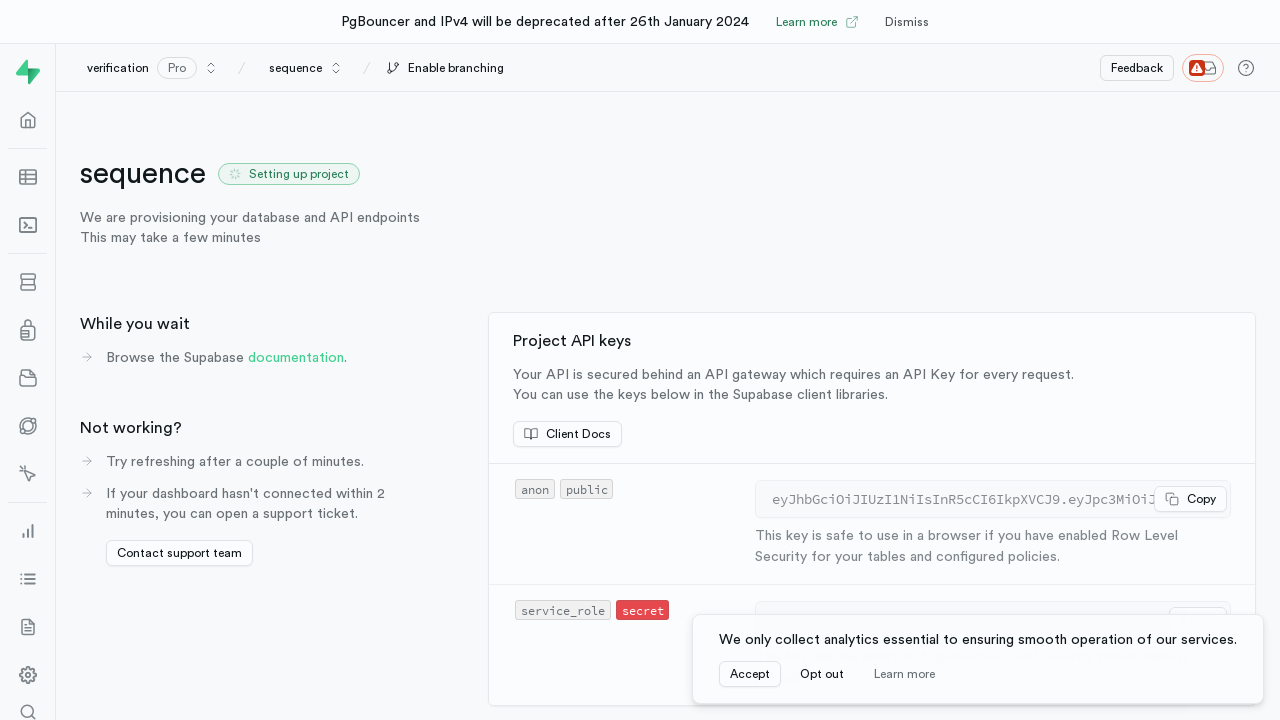 PgBouncer and IPv4 will be deprecated after 26th January 2024
Learn more
Dismiss
verification
Pro
sequence
Enable branching
Feedback
sequence
Setting up project
We are provisioning your database and API endpoints
This may take a few minutes
While you wait
Browse the Supabase documentation.
Not working?
Try refreshing after a couple of minutes.
If your dashboard hasn't connected within 2
minutes, you can open a support ticket.
Contact support team
Project API keys
Your API is secured behind an API gateway which requires an API Key for every request.
You can use the keys below in the Supabase client libraries.
Client Docs
anon
public
eyJhbGciOiJIUzI1NiIsInR5cCI6IkpXVCJ9.eyJpc3MiOiJ
Copy
This key is safe to use in a browser if you have enabled Row Level
Security for your tables and configured policies.
service_role
secret
We only collect analytics essential to ensuring smooth operation of our services.
Accept
Opt out
Learn more